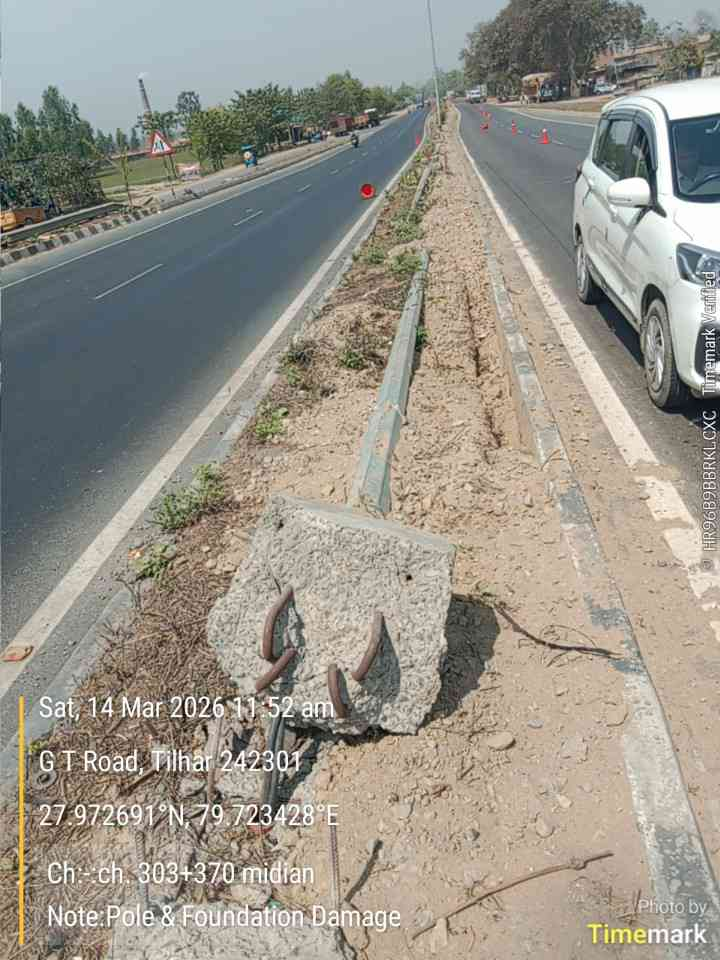 Sat, 14 Mar 2026 11:52 am
G T Road, Tilhar 242301
27.972691°N, 79.723428°E
Ch:-:ch. 303+370 midian
Note:Pole & Foundation Damage
Photo by
Timemark
© HR96B9BBRKLCXC Timemark Verified